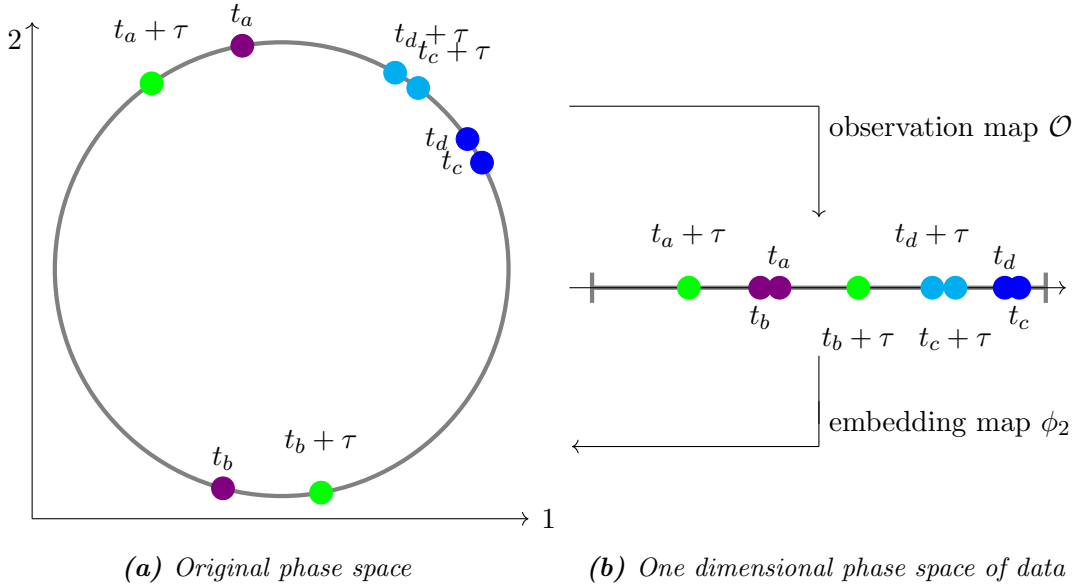 2
t_a + τ
t_a
t_d + τ
t_c + τ
t_d
t_c
t_b
t_b + τ
1
(a) Original phase space
observation map 𝒪
t_a + τ
t_d + τ
t_a
t_d
t_b
t_c
t_b + τ
t_c + τ
embedding map ϕ_2
(b) One dimensional phase space of data